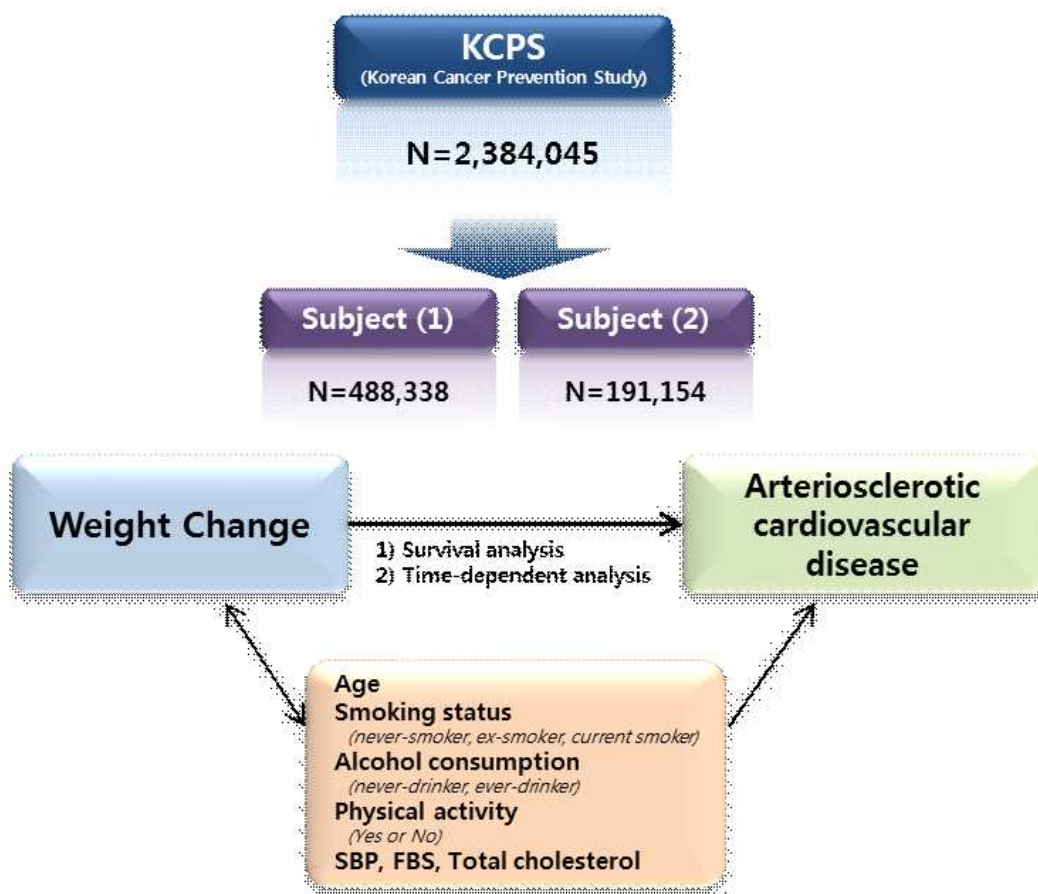 KCPS
(Korean Cancer Prevention Study)
N=2,384,045
Subject (1)
Subject (2)
N=488,338
N=191,154
Weight Change
1) Survival analysis
2) Time-dependent analysis
Arteriosclerotic
cardiovascular
disease
Age
Smoking status
(never-smoker, ex-smoker, current smoker)
Alcohol consumption
(never-drinker, ever-drinker)
Physical activity
(Yes or No)
SBP, FBS, Total cholesterol